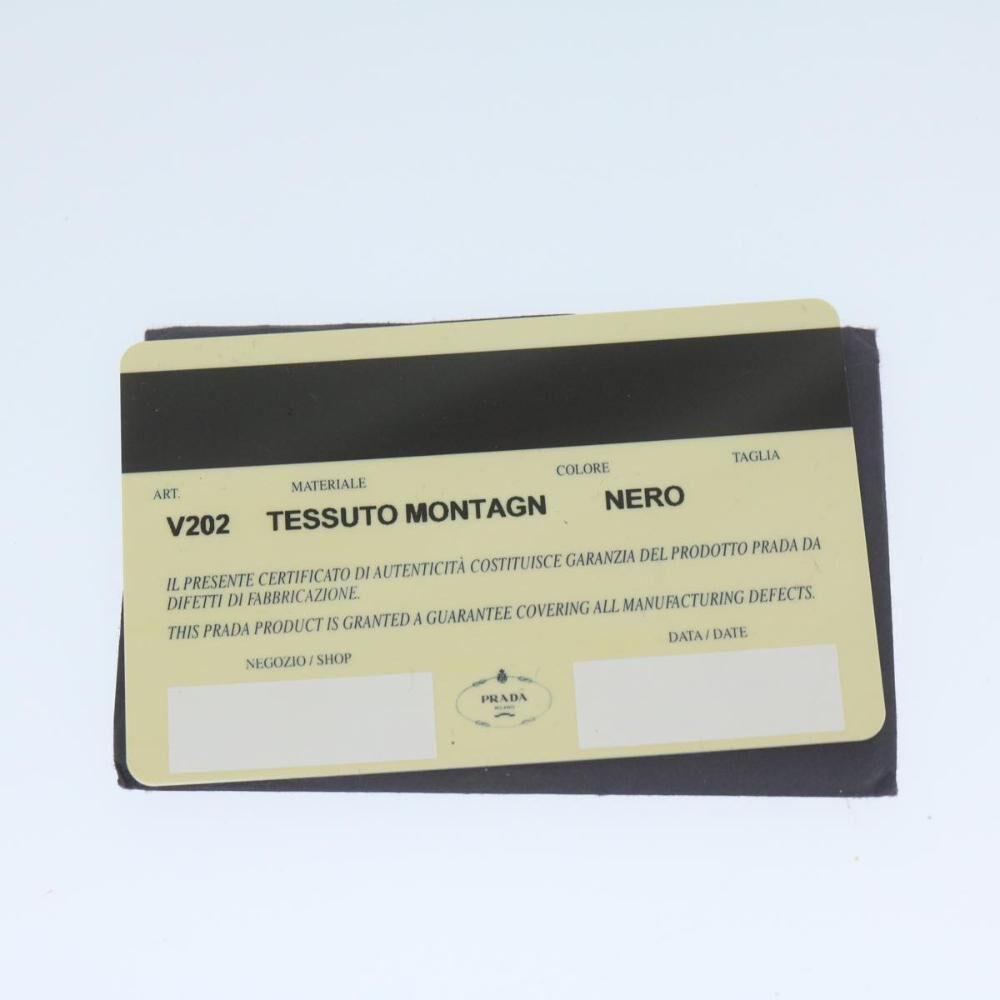 ART. MATERIALE COLORE TAGLIA
V202 TESSUTO MONTAGN NERO
IL PRESENTE CERTIFICATO DI AUTENTICITÀ COSTITUISCE GARANZIA DEL PRODOTTO PRADA DA
DIFETTI DI FABBRICAZIONE.
THIS PRADA PRODUCT IS GRANTED A GUARANTEE COVERING ALL MANUFACTURING DEFECTS.
NEGOZIO / SHOP DATA / DATE
PRADA
MILANO